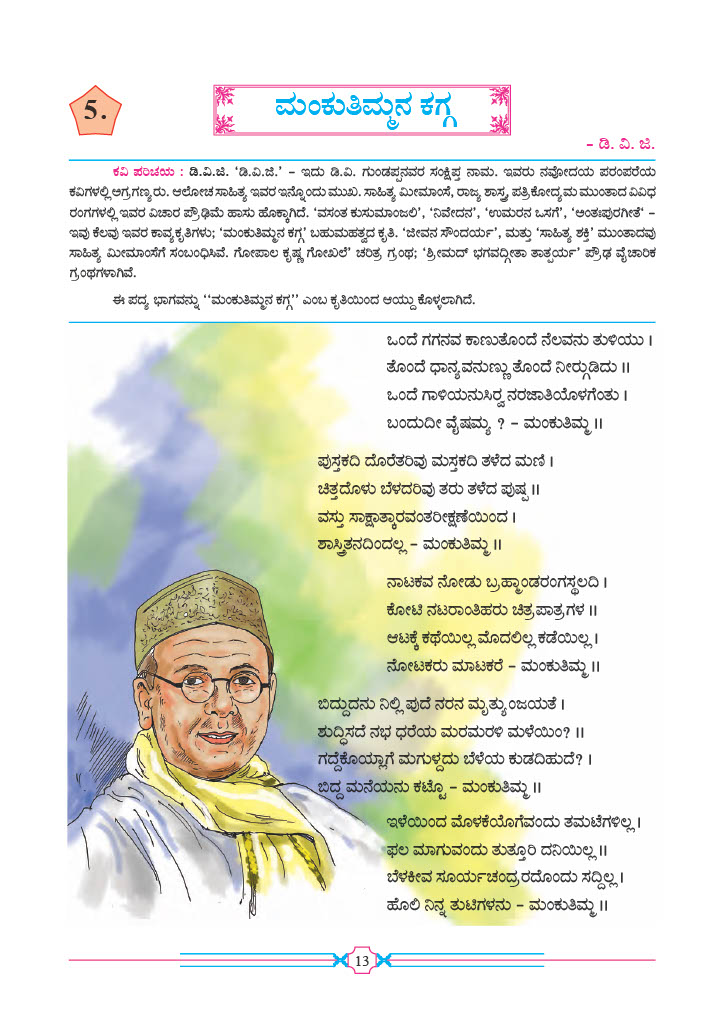 5.
ಮಂಕುತಿಮ್ಮನ ಕಗ್ಗ
– ಡಿ. ವಿ. ಜಿ.
ಕವಿ ಪರಿಚಯ : ಡಿ.ವಿ.ಜಿ. ‘ಡಿ.ವಿ.ಜಿ.’ – ಇದು ಡಿ.ವಿ. ಗುಂಡಪ್ಪನವರ ಸಂಕ್ಷಿಪ್ತ ನಾಮ. ಇವರು ನವೋದಯ ಪರಂಪರೆಯ
ಕವಿಗಳಲ್ಲಿ ಅಗ್ರಗಣ್ಯರು. ಆಲೋಚ ಸಾಹಿತ್ಯ ಇವರ ಇನ್ನೊಂದು ಮುಖ. ಸಾಹಿತ್ಯ ಮೀಮಾಂಸೆ, ರಾಜ್ಯ ಶಾಸ್ತ್ರ, ಪತ್ರಿಕೋದ್ಯಮ ಮುಂತಾದ ವಿವಿಧ
ರಂಗಗಳಲ್ಲಿ ಇವರ ವಿಚಾರ ಪ್ರೌಢಿಮೆ ಹಾಸು ಹೊಕ್ಕಾಗಿದೆ. ‘ವಸಂತ ಕುಸುಮಾಂಜಲಿ’, ‘ನಿವೇದನ’, ‘ಉಮರನ ಒಸಗೆ’, ‘ಅಂತಃಪುರಗೀತೆ‘ –
ಇವು ಕೆಲವು ಇವರ ಕಾವ್ಯಕೃತಿಗಳು; ‘ಮಂಕುತಿಮ್ಮನ ಕಗ್ಗ’ ಬಹುಮಹತ್ವದ ಕೃತಿ. ‘ಜೀವನ ಸೌಂದರ್ಯ’, ಮತ್ತು ‘ಸಾಹಿತ್ಯ ಶಕ್ತಿ’ ಮುಂತಾದವು
ಸಾಹಿತ್ಯ ಮೀಮಾಂಸೆಗೆ ಸಂಬಂಧಿಸಿವೆ. ಗೋಪಾಲ ಕೃಷ್ಣ ಗೋಖಲೆ’ ಚರಿತ್ರ ಗ್ರಂಥ; ‘ಶ್ರೀಮದ್ ಭಗವದ್ಗೀತಾ ತಾತ್ಪರ್ಯ’ ಪ್ರೌಢ ವೈಚಾರಿಕ
ಗ್ರಂಥಗಳಾಗಿವೆ.
ಈ ಪದ್ಯ ಭಾಗವನ್ನು ‘‘ಮಂಕುತಿಮ್ಮನ ಕಗ್ಗ’’ ಎಂಬ ಕೃತಿಯಿಂದ ಆಯ್ದುಕೊಳ್ಳಲಾಗಿದೆ.
ಒಂದೆ ಗಗನವ ಕಾಣುತೊಂದೆ ನೆಲವನು ತುಳಿಯು ।
ತೊಂದೆ ಧಾನ್ಯವನುಣ್ಣುತೊಂದೆ ನೀರ್ಗುಡಿದು ॥
ಒಂದೆ ಗಾಳಿಯನುಸಿರ್ವ ನರಜಾತಿಯೊಳಗೆಂತು ।
ಬಂದುದೀ ವೈಷಮ್ಯ ? – ಮಂಕುತಿಮ್ಮ ॥
ಪುಸ್ತಕದಿ ದೊರೆತರಿವು ಮಸ್ತಕದಿ ತಳೆದ ಮಣಿ ।
ಚಿತ್ತದೊಳು ಬೆಳದರಿವು ತರು ತಳೆದ ಪುಷ್ಪ ॥
ವಸ್ತು ಸಾಕ್ಷಾತ್ಕಾರವಂತರೀಕ್ಷಣೆಯಿಂದ ।
ಶಾಸ್ತ್ರಿತನದಿಂದಲ್ಲ – ಮಂಕುತಿಮ್ಮ ॥
ನಾಟಕವ ನೋಡು ಬ್ರಹ್ಮಾಂಡರಂಗಸ್ಥಲದಿ ।
ಕೋಟಿ ನಟರಾಂತಿಹರು ಚಿತ್ರಪಾತ್ರಗಳ ॥
ಆಟಕ್ಕೆ ಕಥೆಯಿಲ್ಲ ಮೊದಲಿಲ್ಲ ಕಡೆಯಿಲ್ಲ ।
ನೋಟಕರು ಮಾಟಕರೆ – ಮಂಕುತಿಮ್ಮ ॥
ಬಿದ್ದುದನು ನಿಲ್ಲಿಪುದೆ ನರನ ಮೃತ್ಯುಂಜಯತೆ ।
ಶುದ್ಧಿಸದೆ ನಭ ಧರೆಯ ಮರಮರಳಿ ಮಳೆಯಿಂ? ॥
ಗದ್ದೆಕೊಯ್ಲಾಗೆ ಮಗುಳ್ದದು ಬೆಳೆಯ ಕುಡದಿಹುದೆ? ।
ಬಿದ್ದ ಮನೆಯನು ಕಟ್ಟೊ – ಮಂಕುತಿಮ್ಮ ॥
ಇಳೆಯಿಂದ ಮೊಳಕೆಯೊಗೆವಂದು ತಮಟೆಗಳಿಲ್ಲ ।
ಫಲ ಮಾಗುವಂದು ತುತ್ತೂರಿ ದನಿಯಿಲ್ಲ ॥
ಬೆಳಕೀವ ಸೂರ್ಯಚಂದ್ರರದೊಂದು ಸದ್ದಿಲ್ಲ ।
ಹೊಲಿ ನಿನ್ನ ತುಟಿಗಳನು – ಮಂಕುತಿಮ್ಮ ॥
13